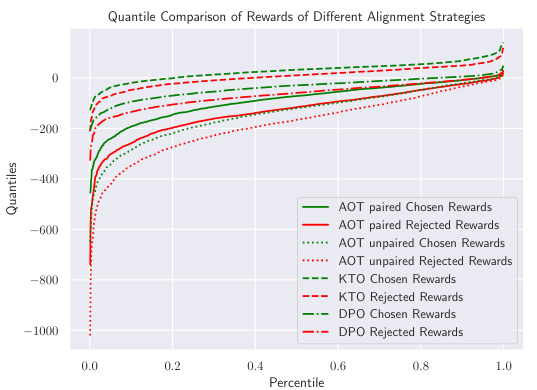 Quantile Comparison of Rewards of Different Alignment Strategies
Quantiles
0
−200
−400
−600
−800
−1000
AOT paired Chosen Rewards
AOT paired Rejected Rewards
AOT unpaired Chosen Rewards
AOT unpaired Rejected Rewards
KTO Chosen Rewards
KTO Rejected Rewards
DPO Chosen Rewards
DPO Rejected Rewards
0.0 0.2 0.4 0.6 0.8 1.0
Percentile